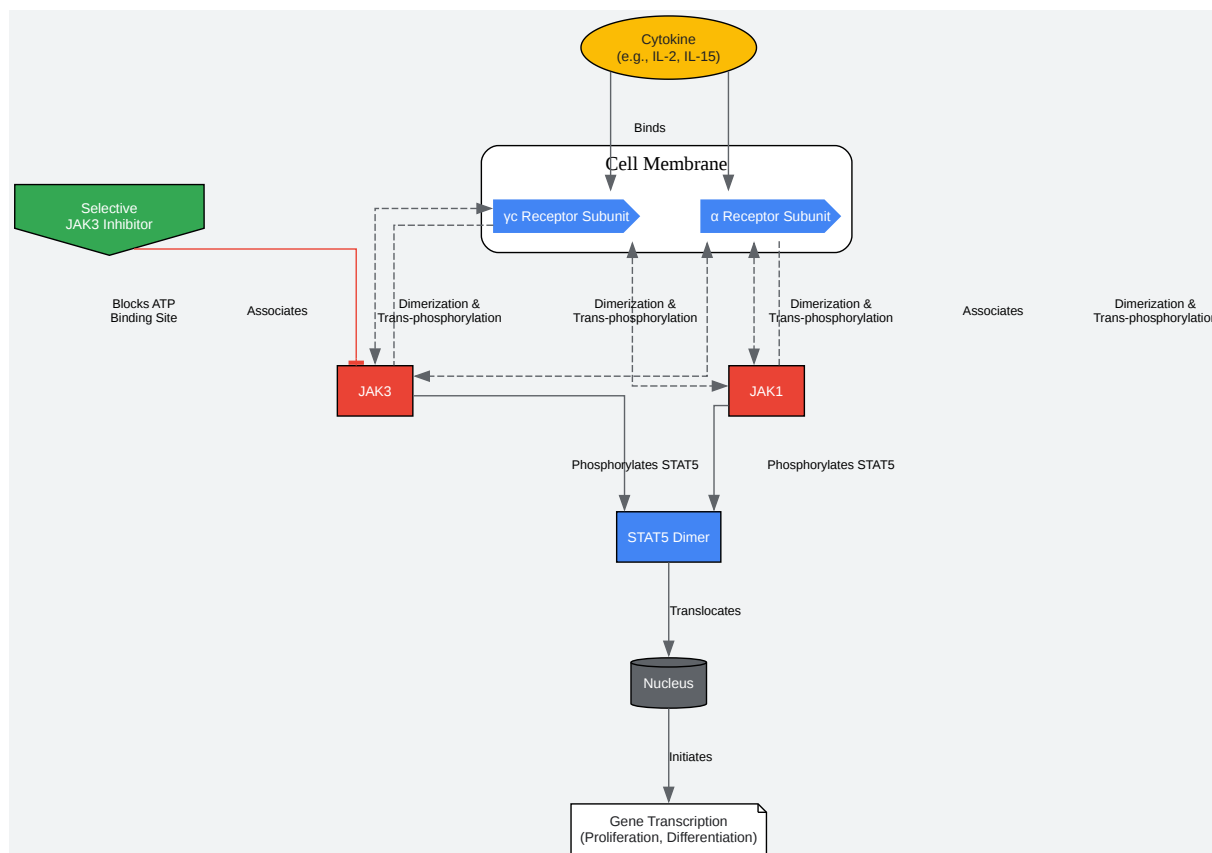 Cytokine
(e.g., IL-2, IL-15)
Binds
Cell Membrane
Selective
JAK3 Inhibitor
γc Receptor Subunit
α Receptor Subunit
Blocks ATP
Binding Site
Associates
Dimerization &
Trans-phosphorylation
Dimerization &
Trans-phosphorylation
Dimerization &
Trans-phosphorylation
Associates
Dimerization &
Trans-phosphorylation
JAK3
JAK1
Phosphorylates STAT5
Phosphorylates STAT5
STAT5 Dimer
Translocates
Nucleus
Initiates
Gene Transcription
(Proliferation, Differentiation)